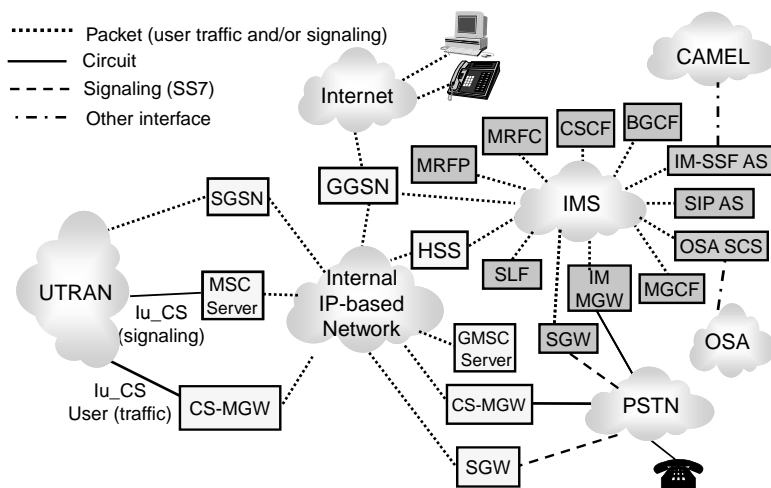 Packet (user traffic and/or signaling)
Circuit
Signaling (SS7)
Other interface
Internet
CAMEL
MRFC
CSCF
BGCF
MRFP
IM-SSF AS
GGSN
SGSN
IMS
SIP AS
HSS
OSA SCS
SLF
IM
MGW
MGCF
UTRAN
MSC
Server
Internal
IP-based
Network
Iu_CS
(signaling)
GMSC
Server
SGW
OSA
Iu_CS
User (traffic)
CS-MGW
CS-MGW
PSTN
SGW